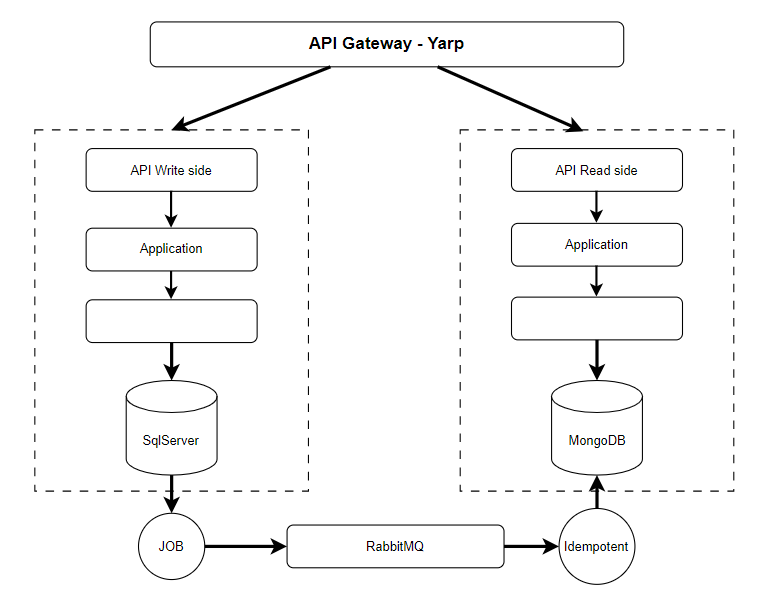 API Gateway - Yarp
API Write side
API Read side
Application
Application
SqlServer
MongoDB
JOB
RabbitMQ
Idempotent